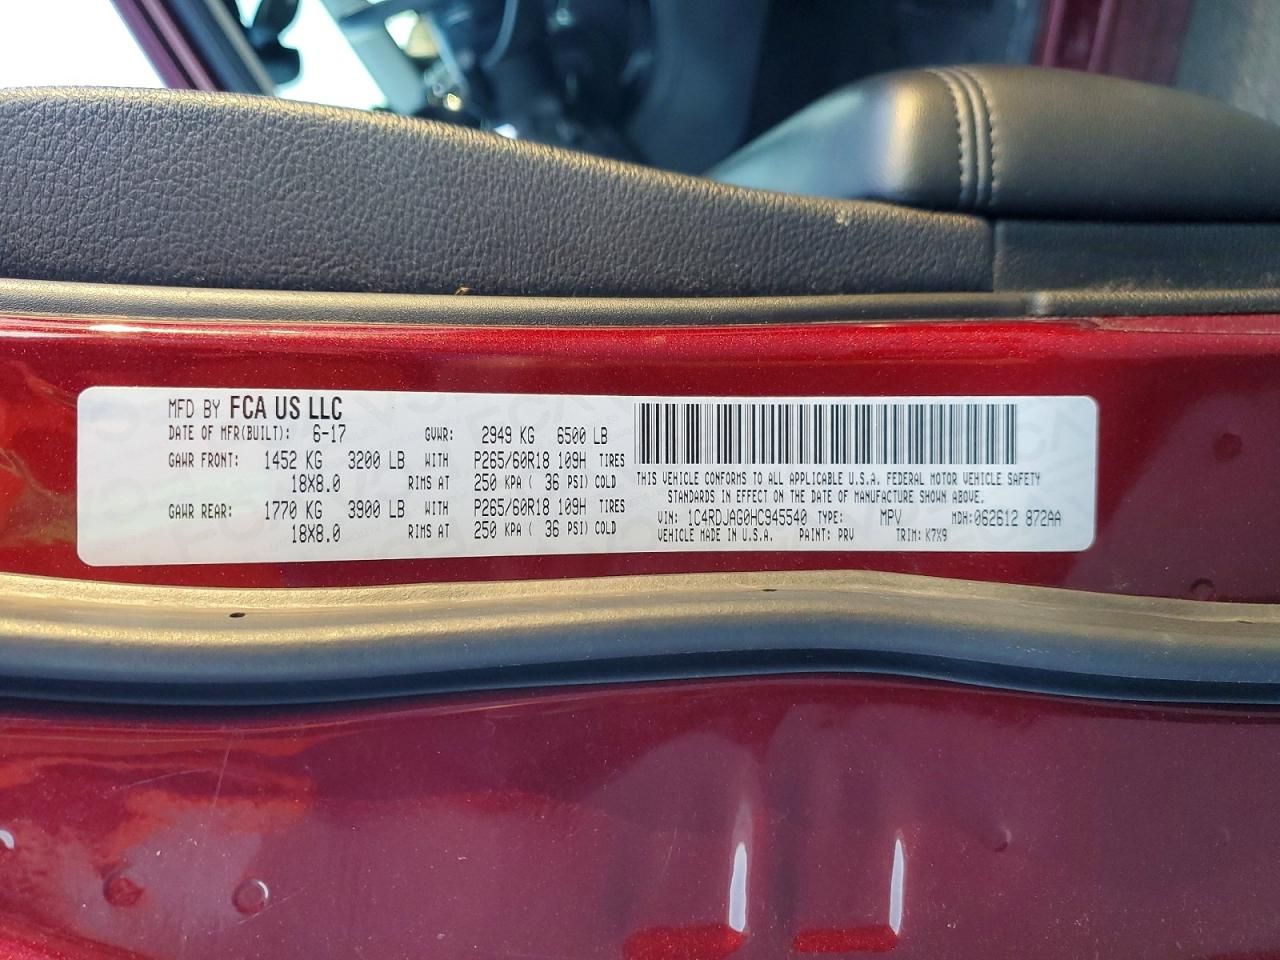 MFD BY FCA US LLC
DATE OF MFR(BUILT): 6-17 GVWR: 2949 KG 6500 LB
GAWR FRONT: 1452 KG 3200 LB WITH P265/60R18 109H TIRES
18X8.0 RIMS AT 250 KPA ( 36 PSI) COLD
GAWR REAR: 1770 KG 3900 LB WITH P265/60R18 109H TIRES
18X8.0 RIMS AT 250 KPA ( 36 PSI) COLD
THIS VEHICLE CONFORMS TO ALL APPLICABLE U.S.A. FEDERAL MOTOR VEHICLE SAFETY
STANDARDS IN EFFECT ON THE DATE OF MANUFACTURE SHOWN ABOVE.
VIN: 1C4RDJAG0HC945540 TYPE: MPV MDH:062612 872AA
VEHICLE MADE IN U.S.A. PAINT: PRV TRIM: K7X9